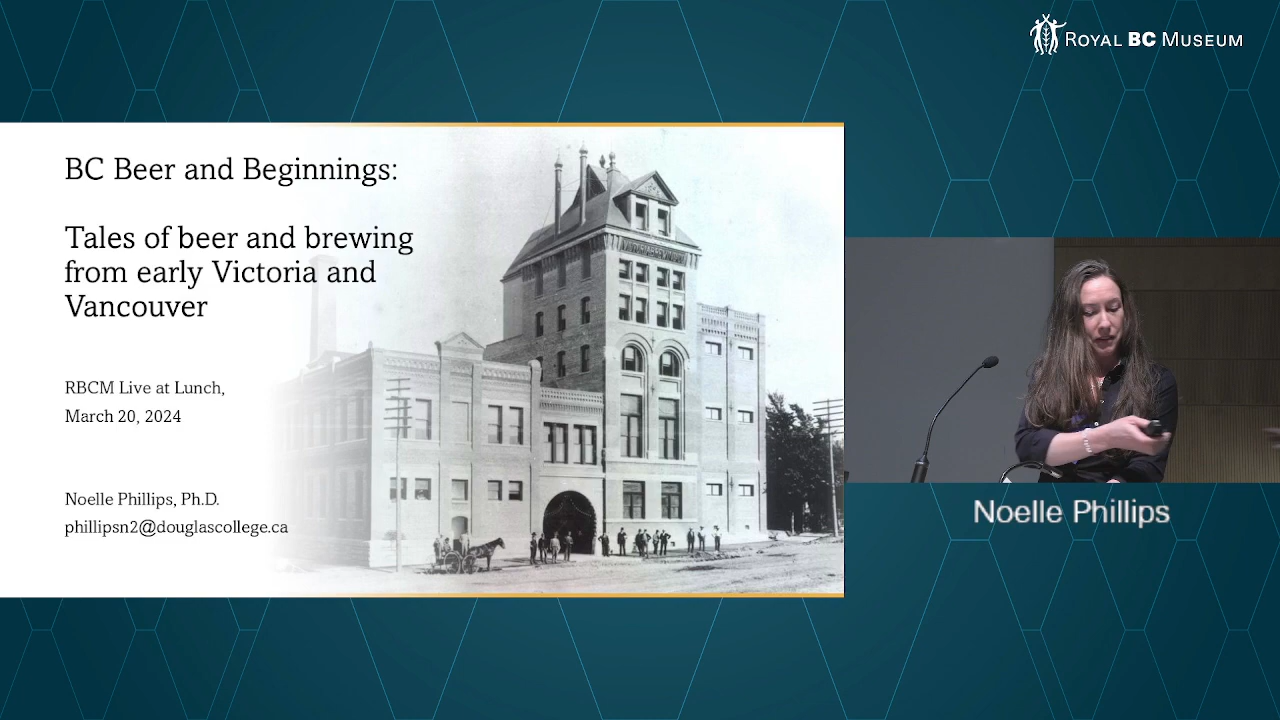 ROYAL BC MUSEUM
BC Beer and Beginnings:
Tales of beer and brewing
from early Victoria and
Vancouver
RBCM Live at Lunch,
March 20, 2024
Noelle Phillips, Ph.D.
phillipsn2@douglascollege.ca
Noelle Phillips